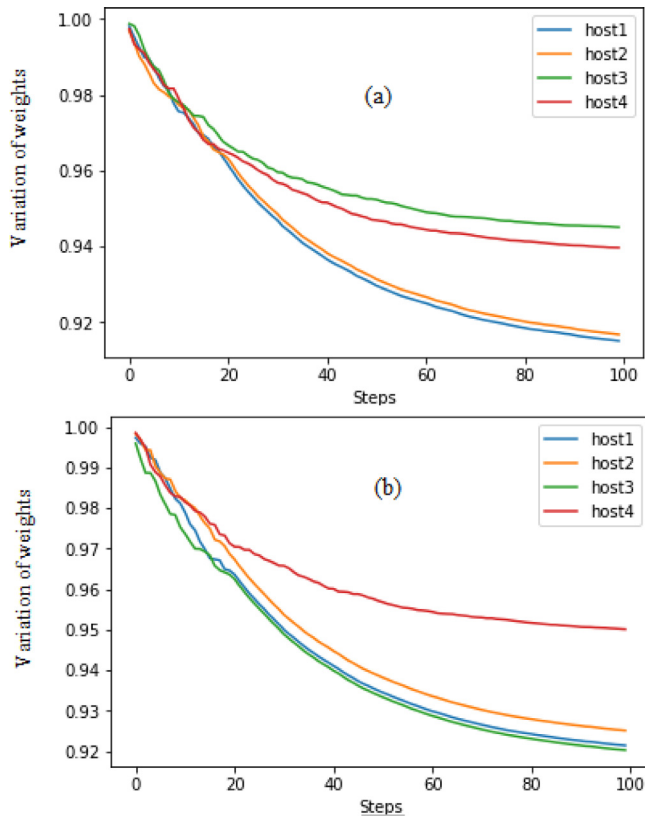 1.00
0.98
0.96
0.94
0.92
Variation of weights
(a)
host1
host2
host3
host4
0 20 40 60 80 100
Steps
1.00
0.99
0.98
0.97
0.96
0.95
0.94
0.93
0.92
Variation of weights
(b)
host1
host2
host3
host4
0 20 40 60 80 100
Steps